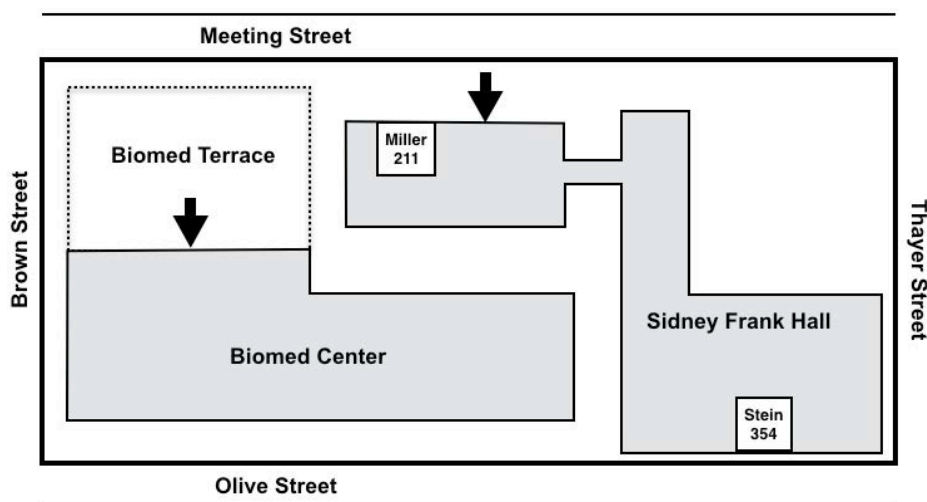 Meeting Street
Miller
211
Biomed Terrace
Brown Street
Thayer Street
Sidney Frank Hall
Biomed Center
Stein
354
Olive Street